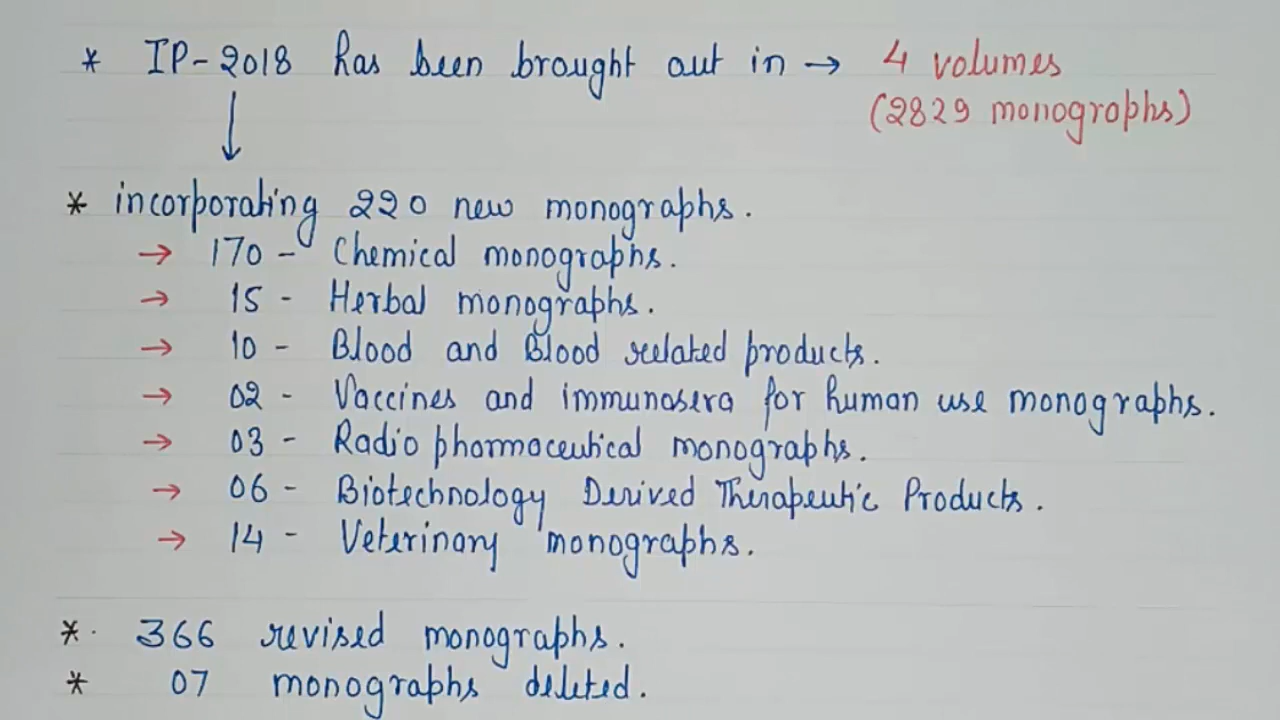 * IP-2018 has been brought out in → 4 volumes
(2829 monographs)
* incorporating 220 new monographs.
→ 170 - Chemical monographs.
→ 15 - Herbal monographs.
→ 10 - Blood and Blood related products.
→ 02 - Vaccines and immunosera for human use monographs.
→ 03 - Radio pharmaceutical monographs.
→ 06 - Biotechnology Derived Therapeutic Products.
→ 14 - Veterinary monographs.
* 366 revised monographs.
* 07 monographs deleted.